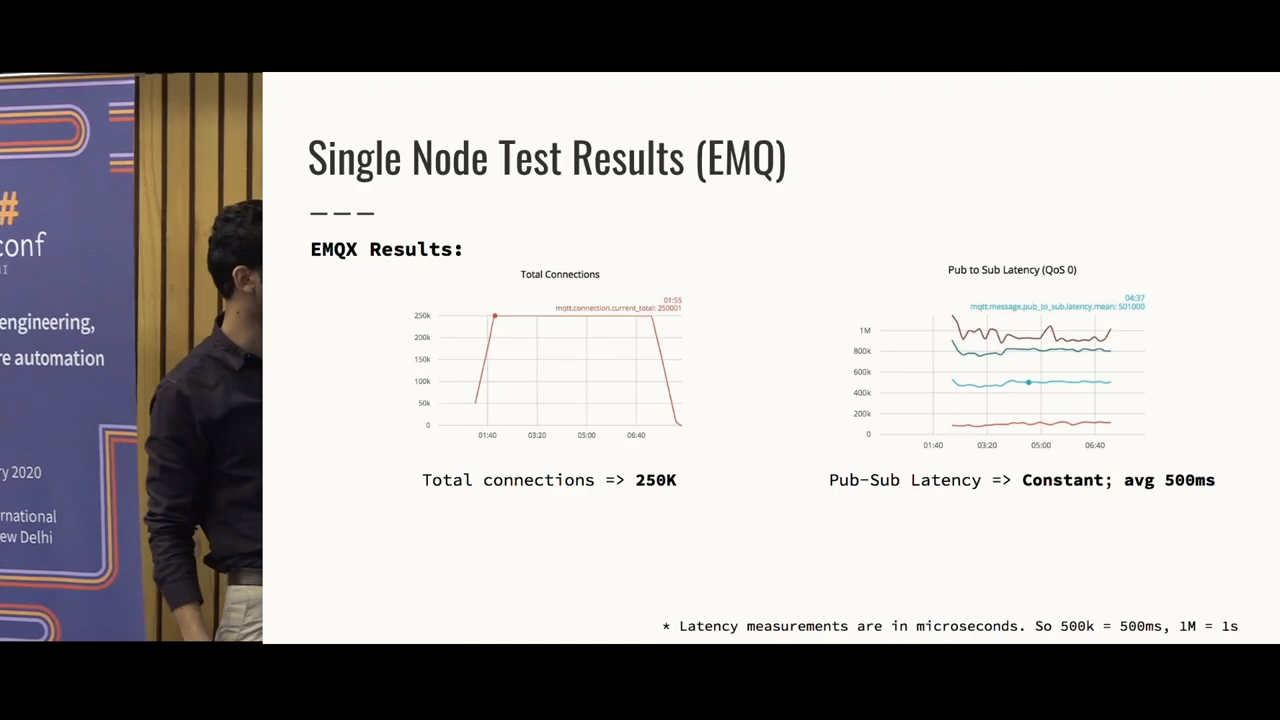 #
conf
engineering,
re automation
ry 2020
rnational
ew Delhi
Single Node Test Results (EMQ)
EMQX Results:
Total Connections
01:55
mqtt.connection.current_total: 250001
250k
200k
150k
100k
50k
0
01:40 03:20 05:00 06:40
Total connections => 250K
Pub to Sub Latency (QoS 0)
04:37
mqtt.message.pub_to_sub.latency.mean: 501000
1M
800k
600k
400k
200k
0
01:40 03:20 05:00 06:40
Pub-Sub Latency => Constant; avg 500ms
* Latency measurements are in microseconds. So 500k = 500ms, 1M = 1s